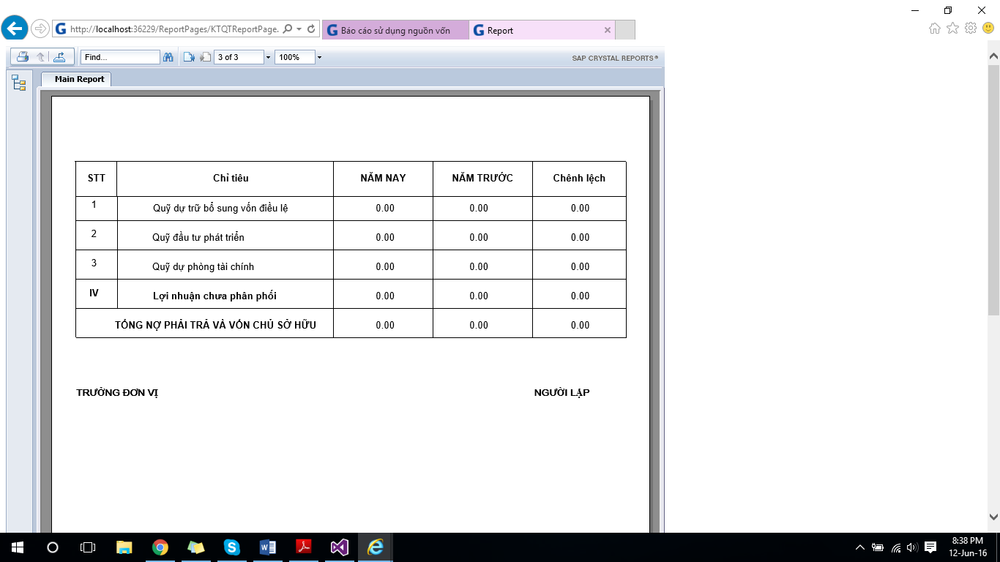 http://localhost:36229/ReportPages/KTQTReportPage.
Báo cáo sử dụng nguồn vốn
Report
Find...
3 of 3
100%
SAP CRYSTAL REPORTS®
Main Report
STT Chỉ tiêu NĂM NAY NĂM TRƯỚC Chênh lệch
1 Quỹ dự trữ bổ sung vốn điều lệ 0.00 0.00 0.00
2 Quỹ đầu tư phát triển 0.00 0.00 0.00
3 Quỹ dự phòng tài chính 0.00 0.00 0.00
IV Lợi nhuận chưa phân phối 0.00 0.00 0.00
TỔNG NỢ PHẢI TRẢ VÀ VỐN CHỦ SỞ HỮU 0.00 0.00 0.00
TRƯỞNG ĐƠN VỊ NGƯỜI LẬP
8:38 PM
12-Jun-16